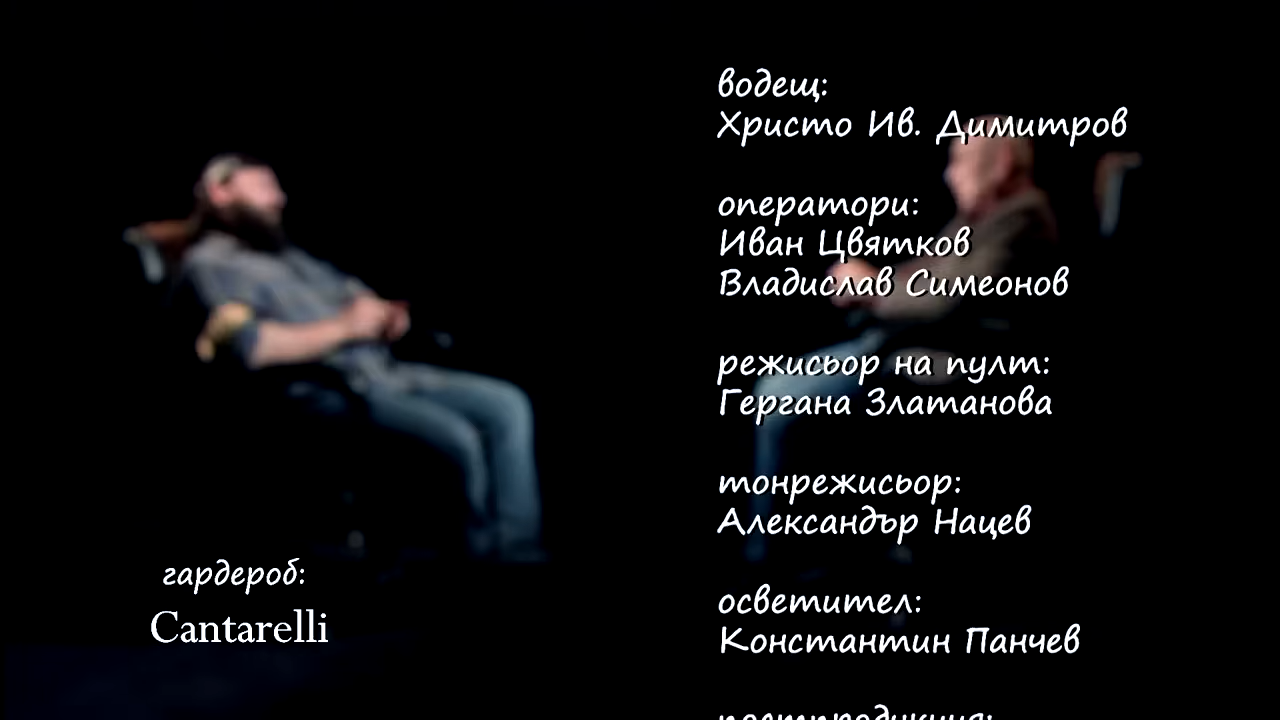 водещ:
Христо Ив. Димитров
оператори:
Иван Цвятков
Владислав Симеонов
режисьор на пулт:
Гергана Златанова
тонрежисьор:
Александър Нацев
осветител:
Константин Панчев
постпродукция:
гардероб:
Cantarelli